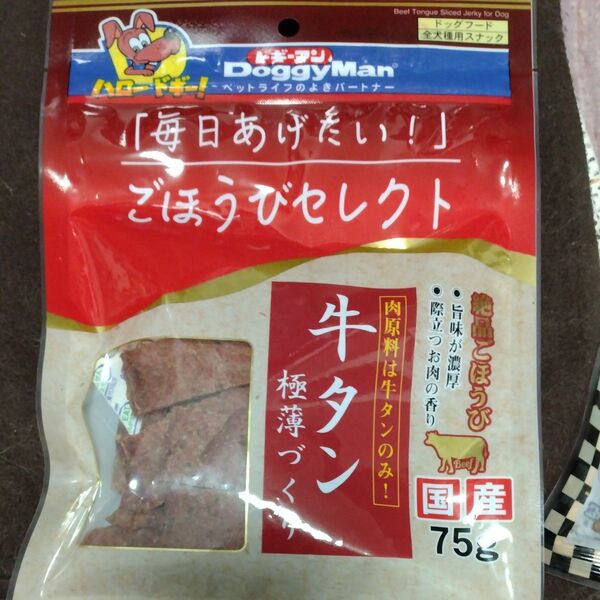 Beef Tongue Sliced Jerky for Dog
ドッグフード
全犬種用スナック
ハロードギー!
ドギーマン
DoggyMan
ペットライフのよきパートナー
「毎日あげたい!」
ごほうびセレクト
絶品ごほうび
• 旨味が濃厚
• 際立つお肉の香り
肉原料は牛タンのみ!
牛タン
極薄づくり
Beef
国産
75g